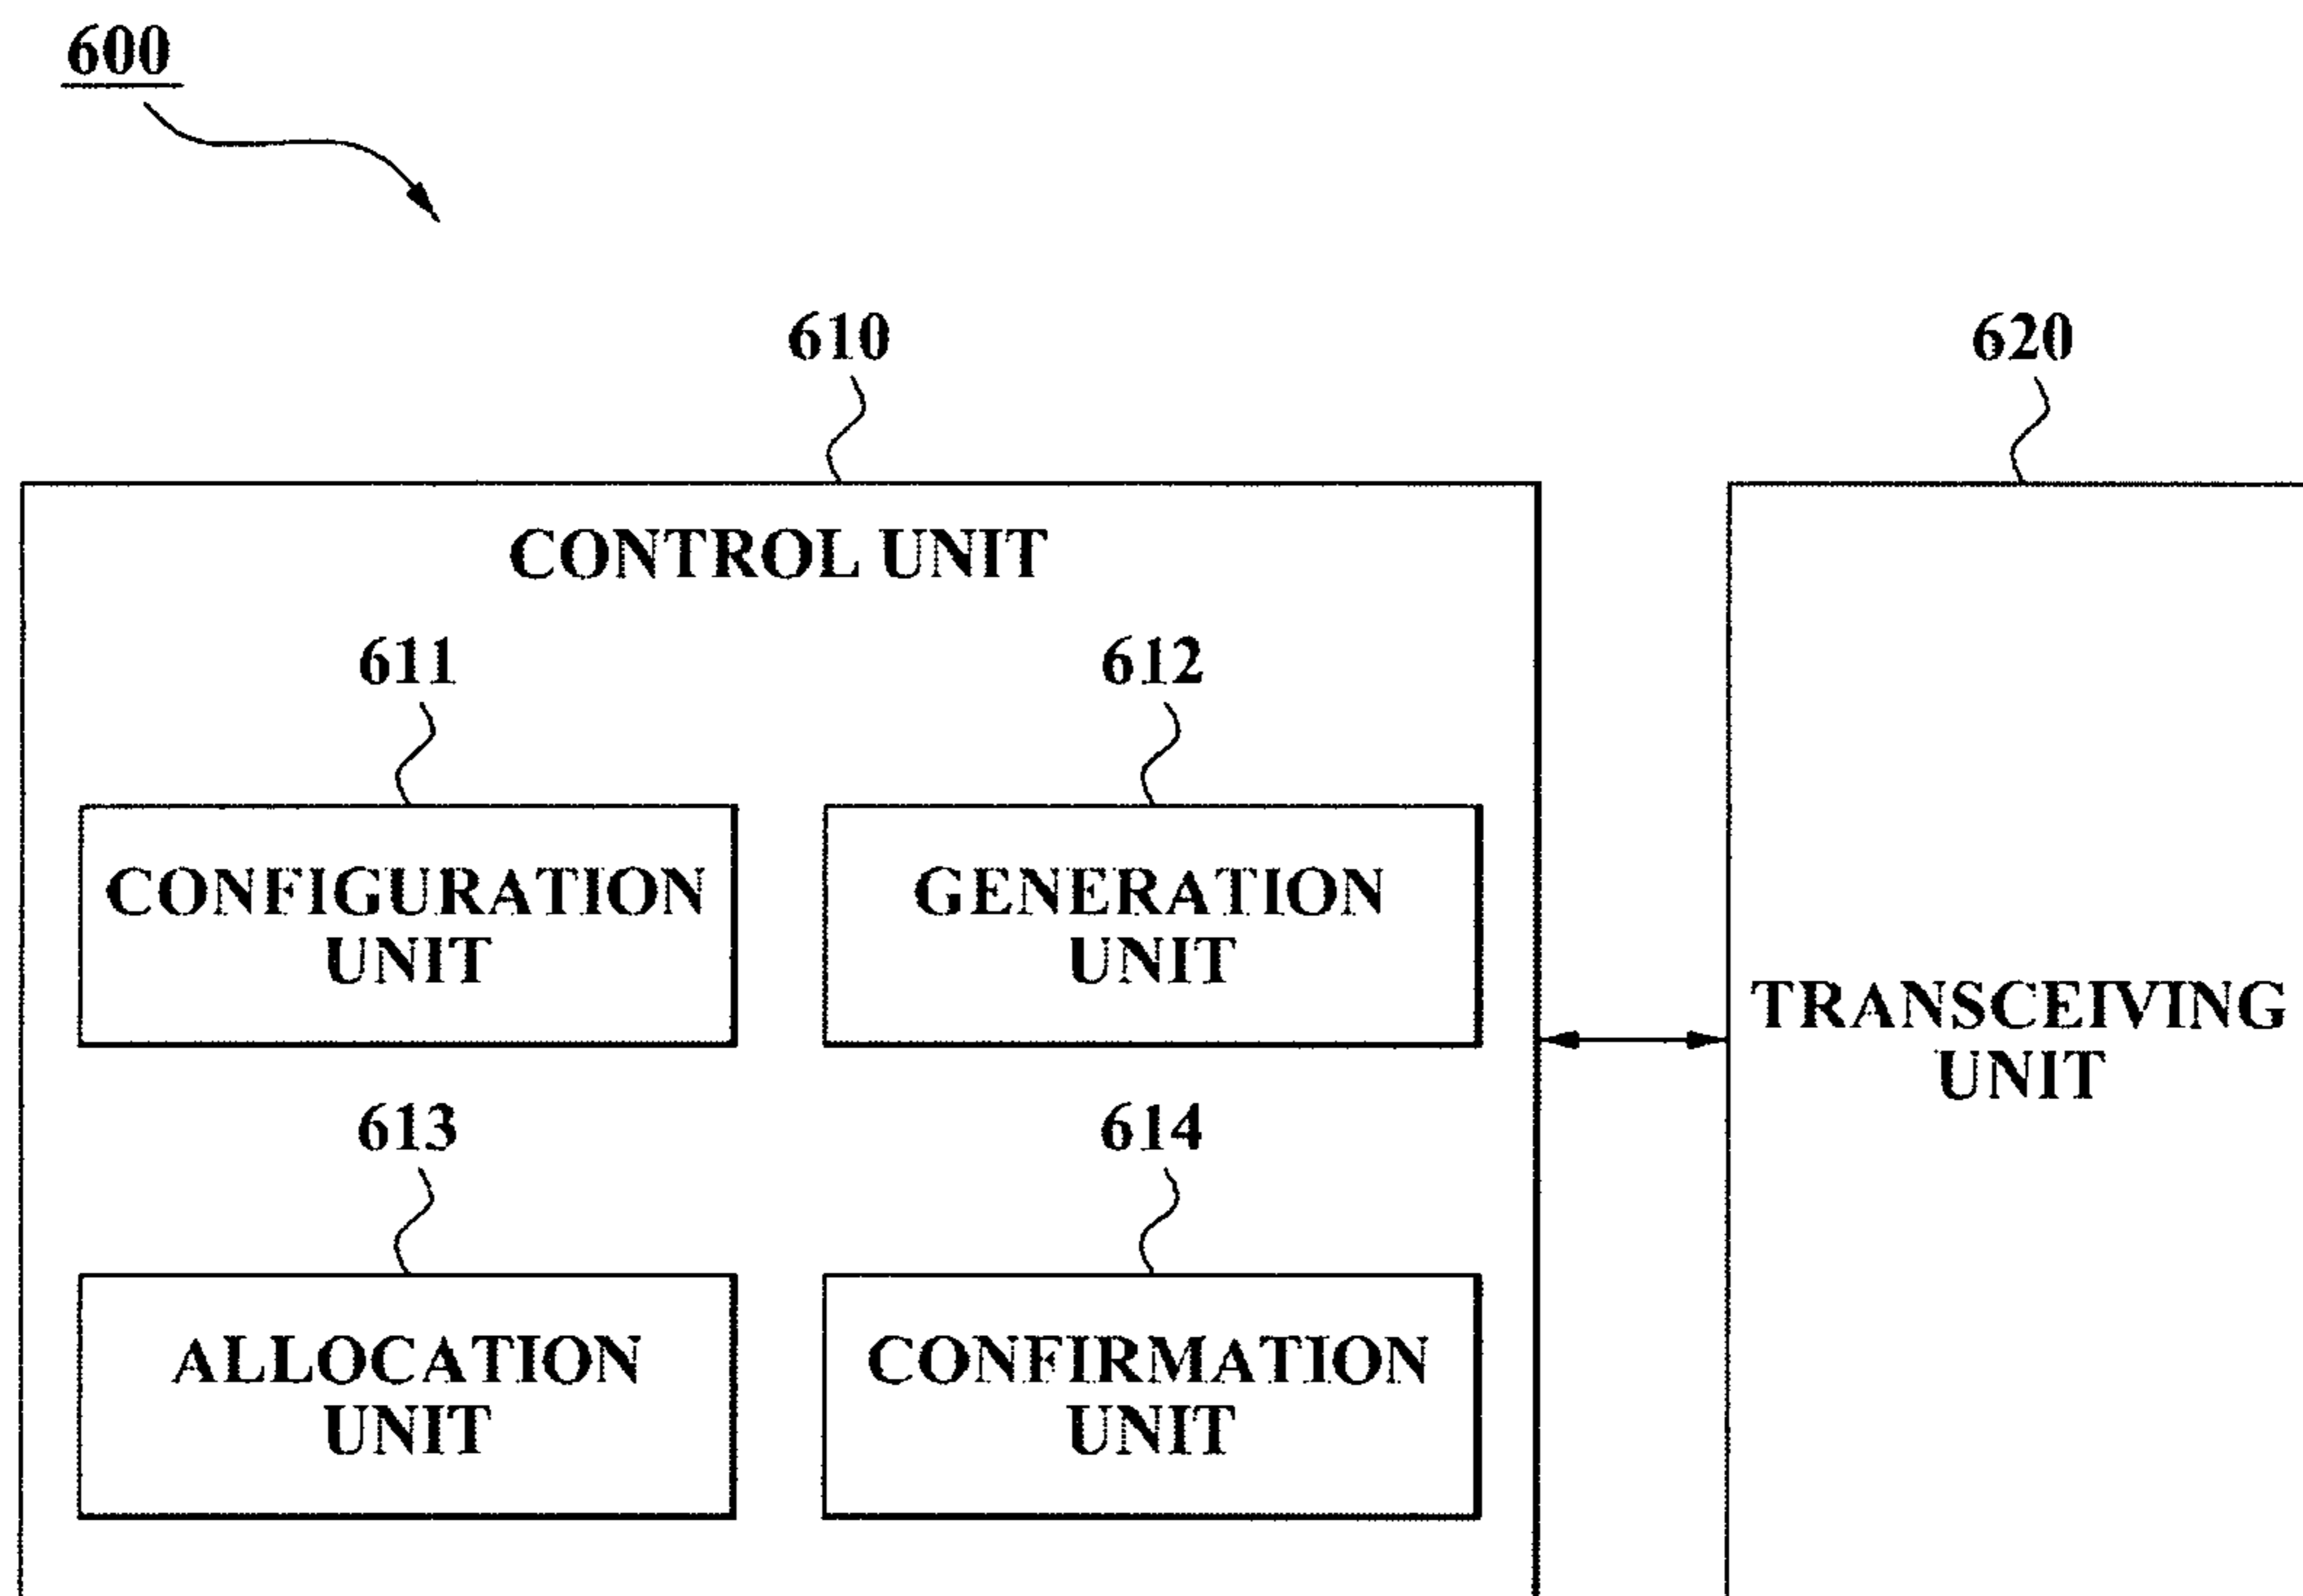 600
610
620
CONTROL UNIT
611
612
CONFIGURATION
UNIT
GENERATION
UNIT
TRANSCEIVING
UNIT
613
614
ALLOCATION
UNIT
CONFIRMATION
UNIT